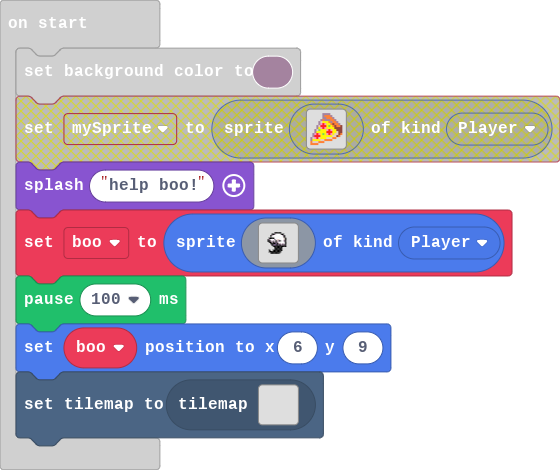 on start
set background color to
set mySprite to sprite of kind Player
splash "help boo!"
set boo to sprite of kind Player
pause 100 ms
set boo position to x 6 y 9
set tilemap to tilemap